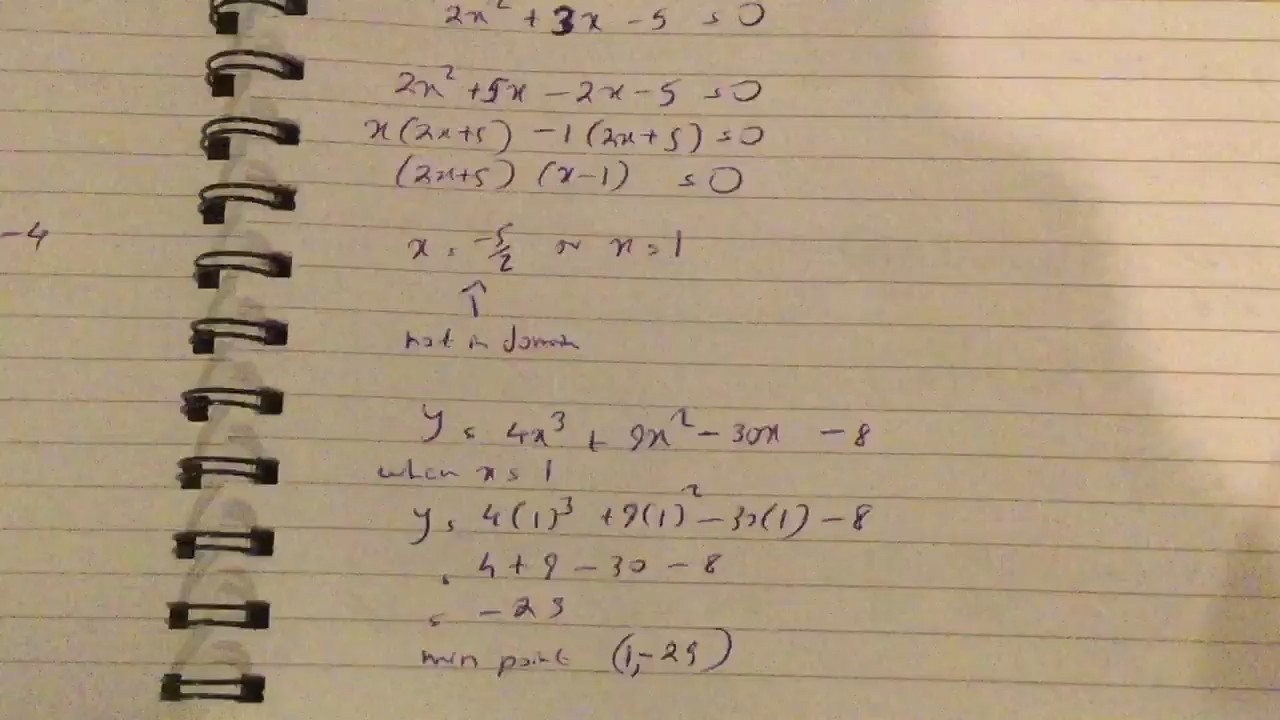 2x² + 3x - 5 = 0
2x² + 5x - 2x - 5 = 0
x(2x+5) - 1(2x+5) = 0
(2x+5) (x-1) = 0
-4
x = -5/2 or x = 1
↑
not in domain
y = 4x³ + 9x² - 30x - 8
when x = 1
y = 4(1)³ + 9(1)² - 30(1) - 8
= 4 + 9 - 30 - 8
= -25
min point (1, -25)